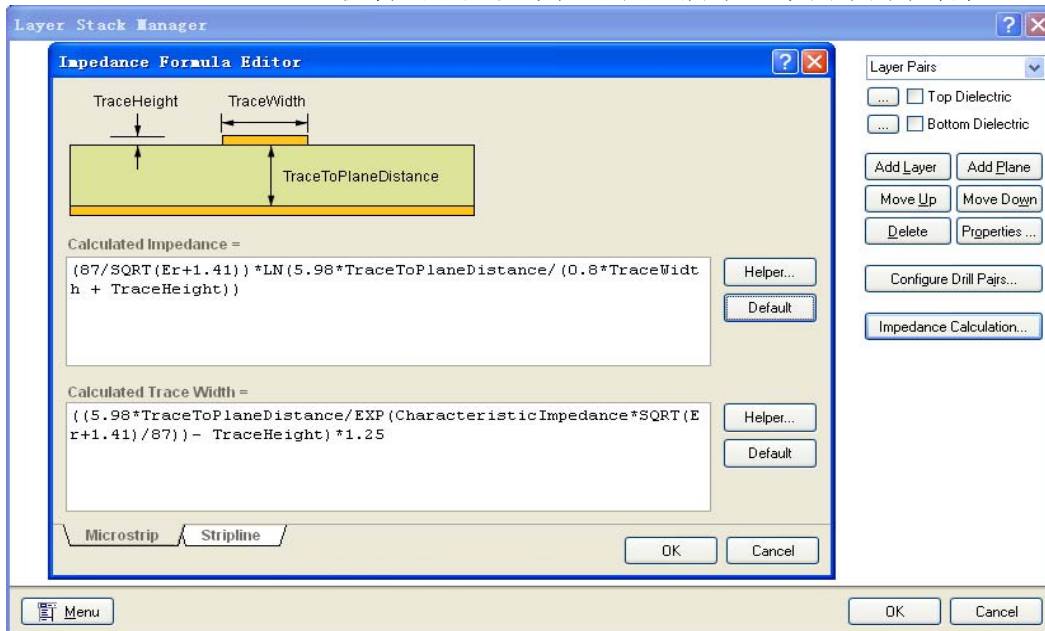 Layer Stack Manager
Impedance Formula Editor
TraceHeight
TraceWidth
TraceToPlaneDistance
Calculated Impedance =
(87/SQRT(Er+1.41))*LN(5.98*TraceToPlaneDistance/(0.8*TraceWidt
h + TraceHeight))
Helper...
Default
Calculated Trace Width =
((5.98*TraceToPlaneDistance/EXP(CharacteristicImpedance*SQRT(E
r+1.41)/87))- TraceHeight)*1.25
Helper...
Default
Microstrip
Stripline
OK
Cancel
Layer Pairs
... Top Dielectric
... Bottom Dielectric
Add Layer
Add Plane
Move Up
Move Down
Delete
Properties ...
Configure Drill Pairs...
Impedance Calculation...
Menu
OK
Cancel